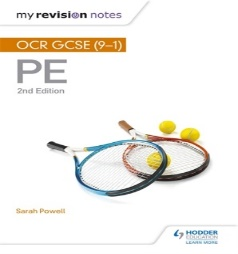 my revision notes
OCR GCSE (9–1)
PE
2nd Edition
Sarah Powell
HODDER
EDUCATION
LEARN MORE